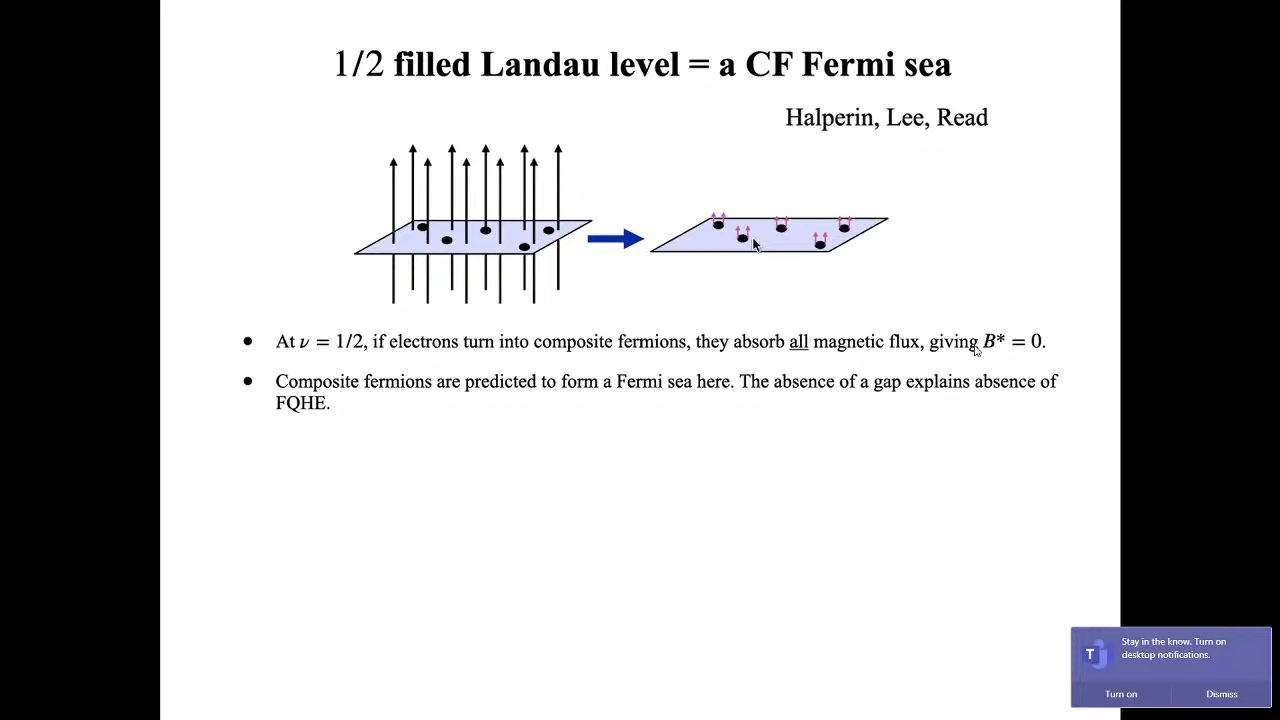 1/2 filled Landau level = a CF Fermi sea
Halperin, Lee, Read
• At ν = 1/2, if electrons turn into composite fermions, they absorb all magnetic flux, giving B* = 0.
• Composite fermions are predicted to form a Fermi sea here. The absence of a gap explains absence of
FQHE.
Stay in the know. Turn on
desktop notifications.
T
Turn on
Dismiss